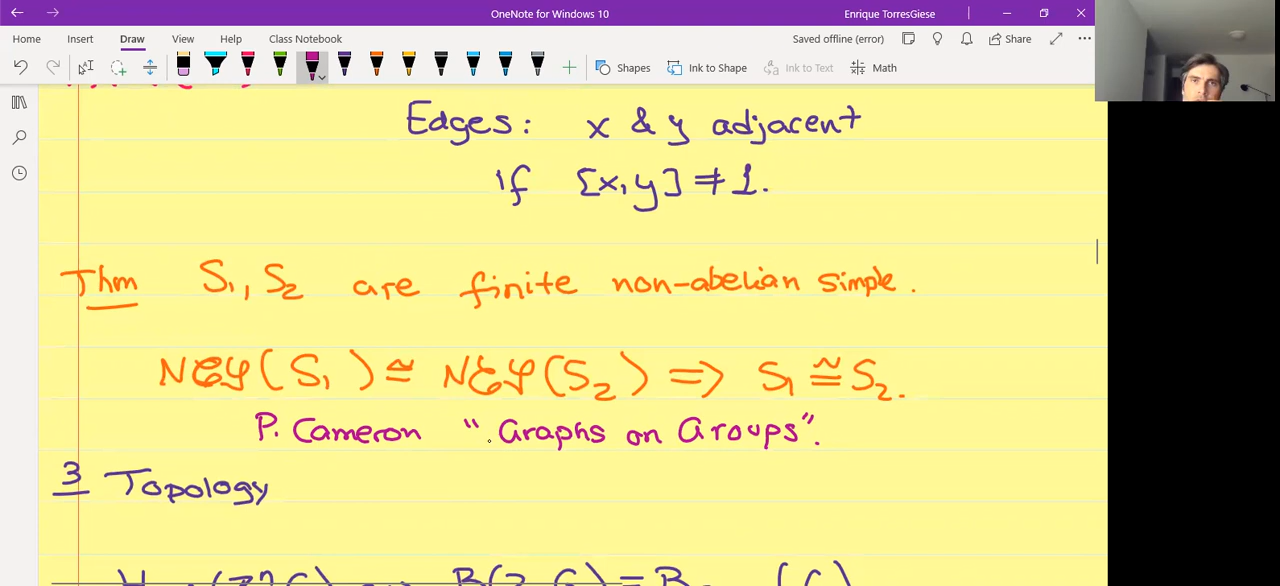 OneNote for Windows 10
Enrique TorresGiese
Home Insert Draw View Help Class Notebook
Saved offline (error) Share
Shapes Ink to Shape Ink to Text Math
Edges: x & y adjacent
if [x,y] ≠ 1.
Thm S₁, S₂ are finite non-abelian simple.
NC𝒢(S₁) ≅ NC𝒢(S₂) ⟹ S₁ ≅ S₂.
P. Cameron "Graphs on Groups".
3 Topology